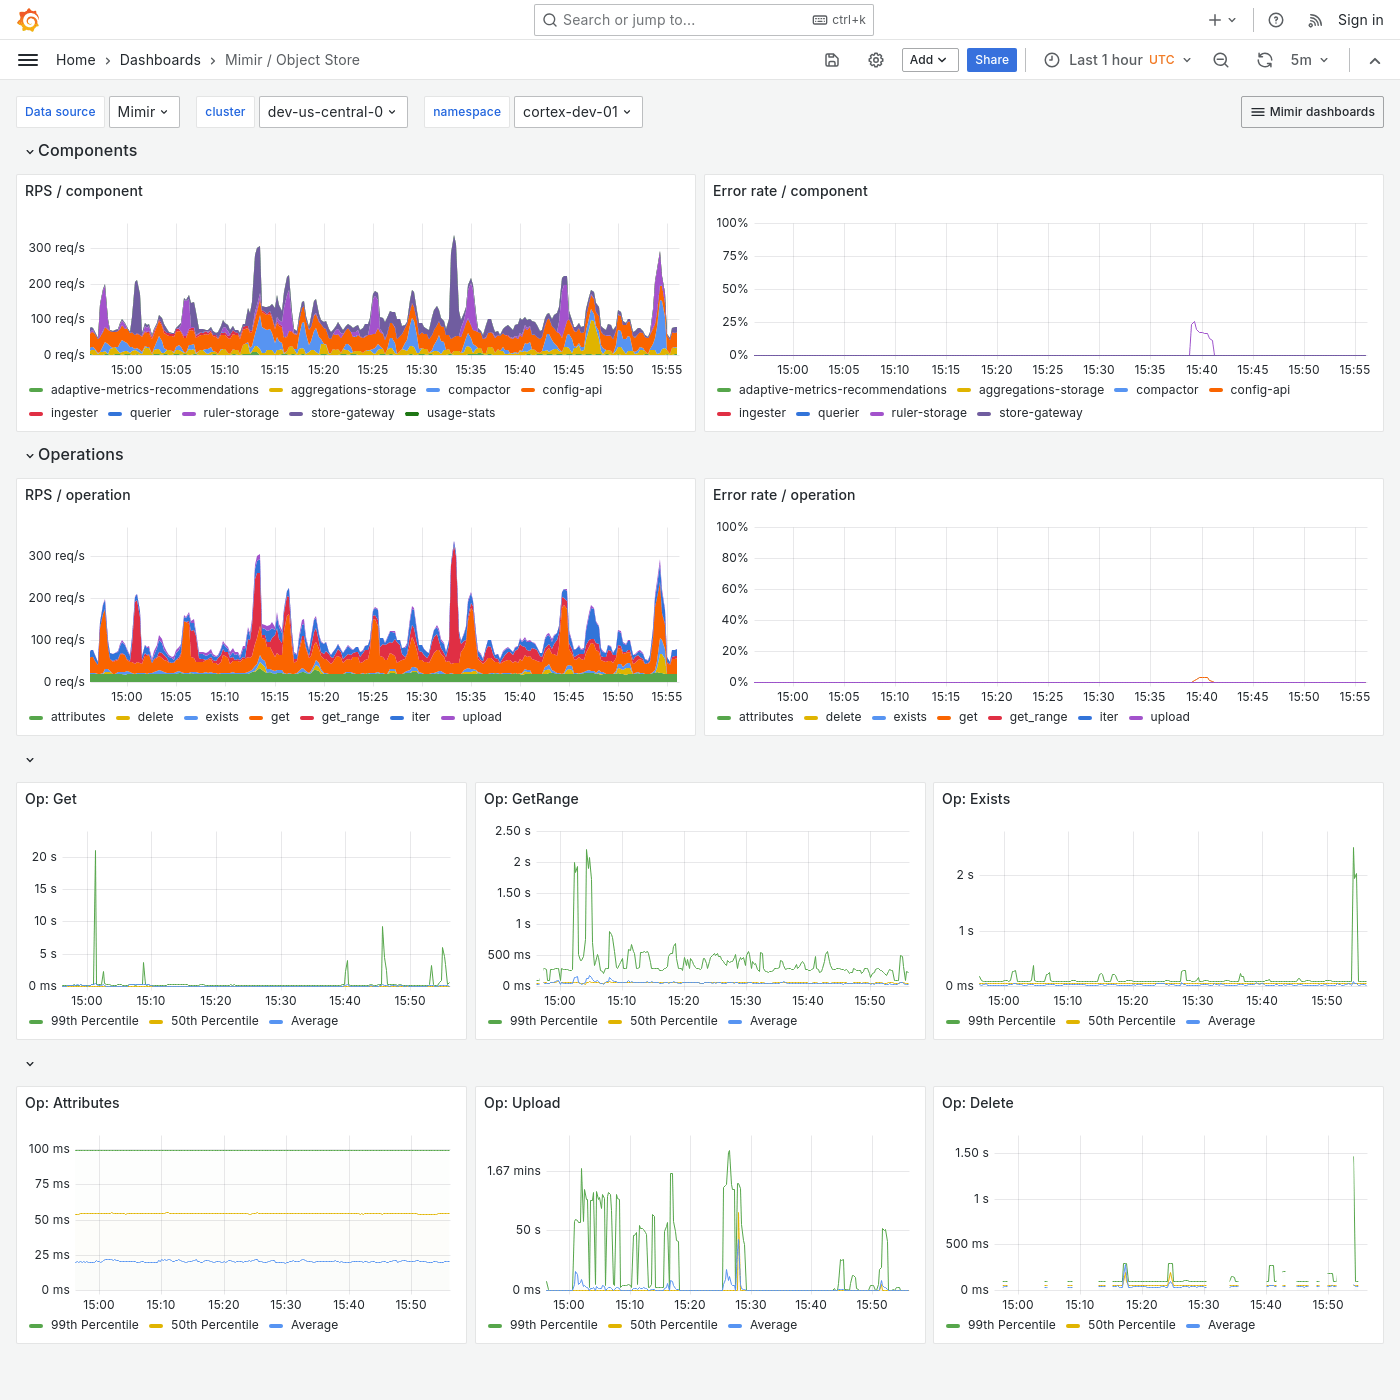 Search or jump to... ctrl+k Sign in
Home Dashboards Mimir / Object Store Add Share Last 1 hour UTC 5m
Data source Mimir cluster dev-us-central-0 namespace cortex-dev-01 Mimir dashboards
Components
RPS / component
300 req/s
200 req/s
100 req/s
0 req/s
15:00 15:05 15:10 15:15 15:20 15:25 15:30 15:35 15:40 15:45 15:50 15:55
adaptive-metrics-recommendations aggregations-storage compactor config-api
ingester querier ruler-storage store-gateway usage-stats
Error rate / component
100%
75%
50%
25%
0%
15:00 15:05 15:10 15:15 15:20 15:25 15:30 15:35 15:40 15:45 15:50 15:55
adaptive-metrics-recommendations aggregations-storage compactor config-api
ingester querier ruler-storage store-gateway
Operations
RPS / operation
300 req/s
200 req/s
100 req/s
0 req/s
15:00 15:05 15:10 15:15 15:20 15:25 15:30 15:35 15:40 15:45 15:50 15:55
attributes delete exists get get_range iter upload
Error rate / operation
100%
80%
60%
40%
20%
0%
15:00 15:05 15:10 15:15 15:20 15:25 15:30 15:35 15:40 15:45 15:50 15:55
attributes delete exists get get_range iter upload
Op: Get
20 s
15 s
10 s
5 s
0 ms
15:00 15:10 15:20 15:30 15:40 15:50
99th Percentile 50th Percentile Average
Op: GetRange
2.50 s
2 s
1.50 s
1 s
500 ms
0 ms
15:00 15:10 15:20 15:30 15:40 15:50
99th Percentile 50th Percentile Average
Op: Exists
2 s
1 s
0 ms
15:00 15:10 15:20 15:30 15:40 15:50
99th Percentile 50th Percentile Average
Op: Attributes
100 ms
75 ms
50 ms
25 ms
0 ms
15:00 15:10 15:20 15:30 15:40 15:50
99th Percentile 50th Percentile Average
Op: Upload
1.67 mins
50 s
0 ms
15:00 15:10 15:20 15:30 15:40 15:50
99th Percentile 50th Percentile Average
Op: Delete
1.50 s
1 s
500 ms
0 ms
15:00 15:10 15:20 15:30 15:40 15:50
99th Percentile 50th Percentile Average